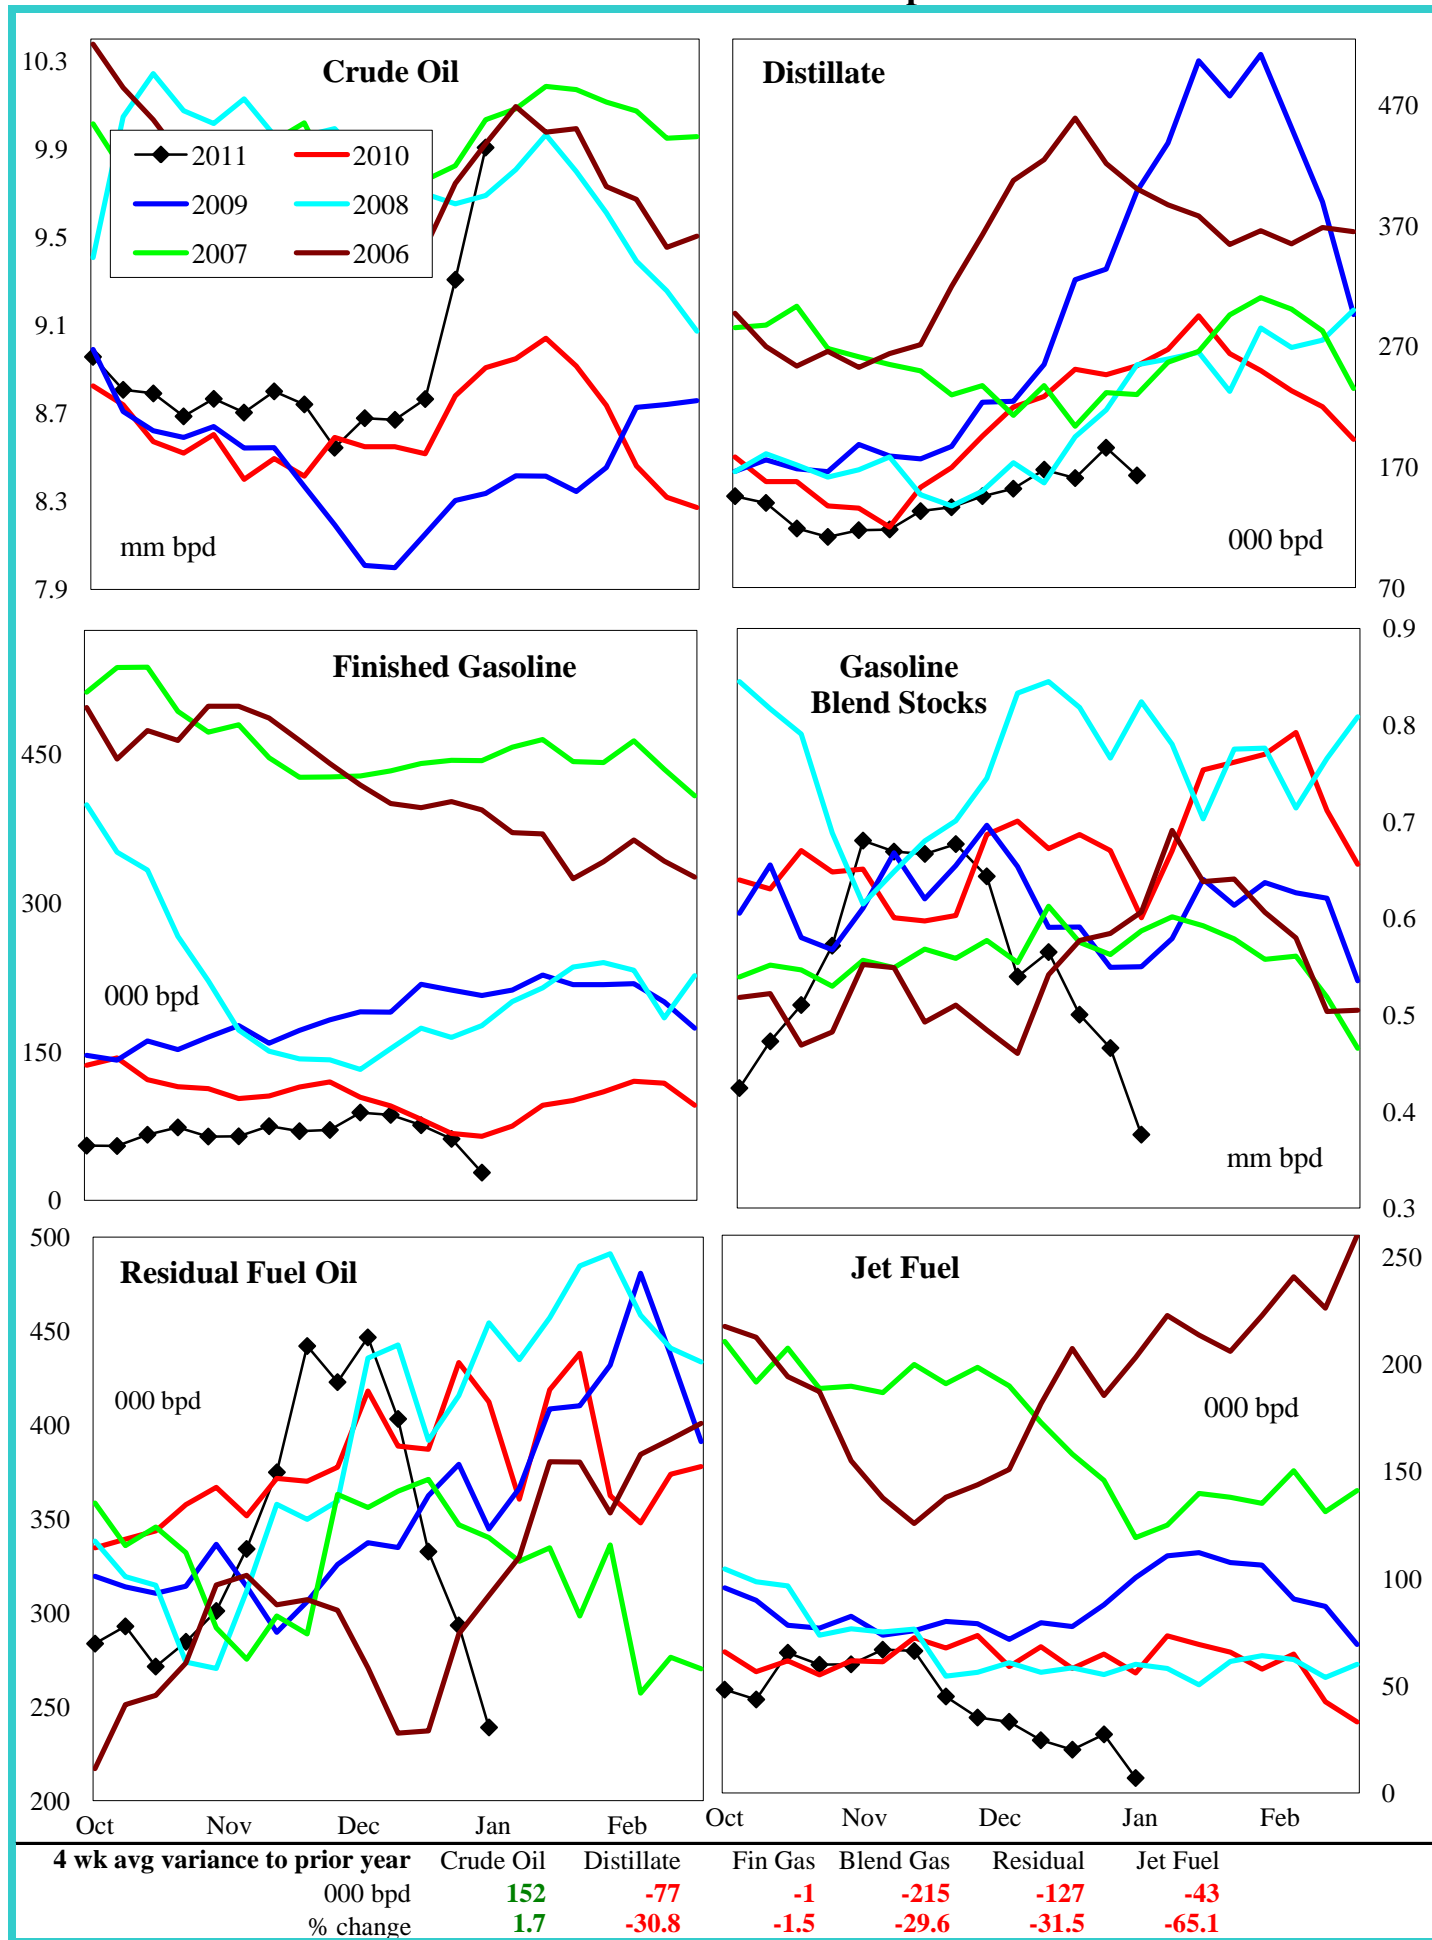 Crude Oil
10.3
9.9
9.5
9.1
8.7
8.3
7.9
2011 2010
2009 2008
2007 2006
mm bpd
Distillate
470
370
270
170
70
000 bpd
Finished Gasoline
450
300
150
0
000 bpd
Gasoline
Blend Stocks
0.9
0.8
0.7
0.6
0.5
0.4
0.3
mm bpd
Residual Fuel Oil
500
450
400
350
300
250
200
000 bpd
Oct Nov Dec Jan Feb
Jet Fuel
250
200
150
100
50
0
000 bpd
Oct Nov Dec Jan Feb
4 wk avg variance to prior year Crude Oil Distillate Fin Gas Blend Gas Residual Jet Fuel
000 bpd 152 -77 -1 -215 -127 -43
% change 1.7 -30.8 -1.5 -29.6 -31.5 -65.1